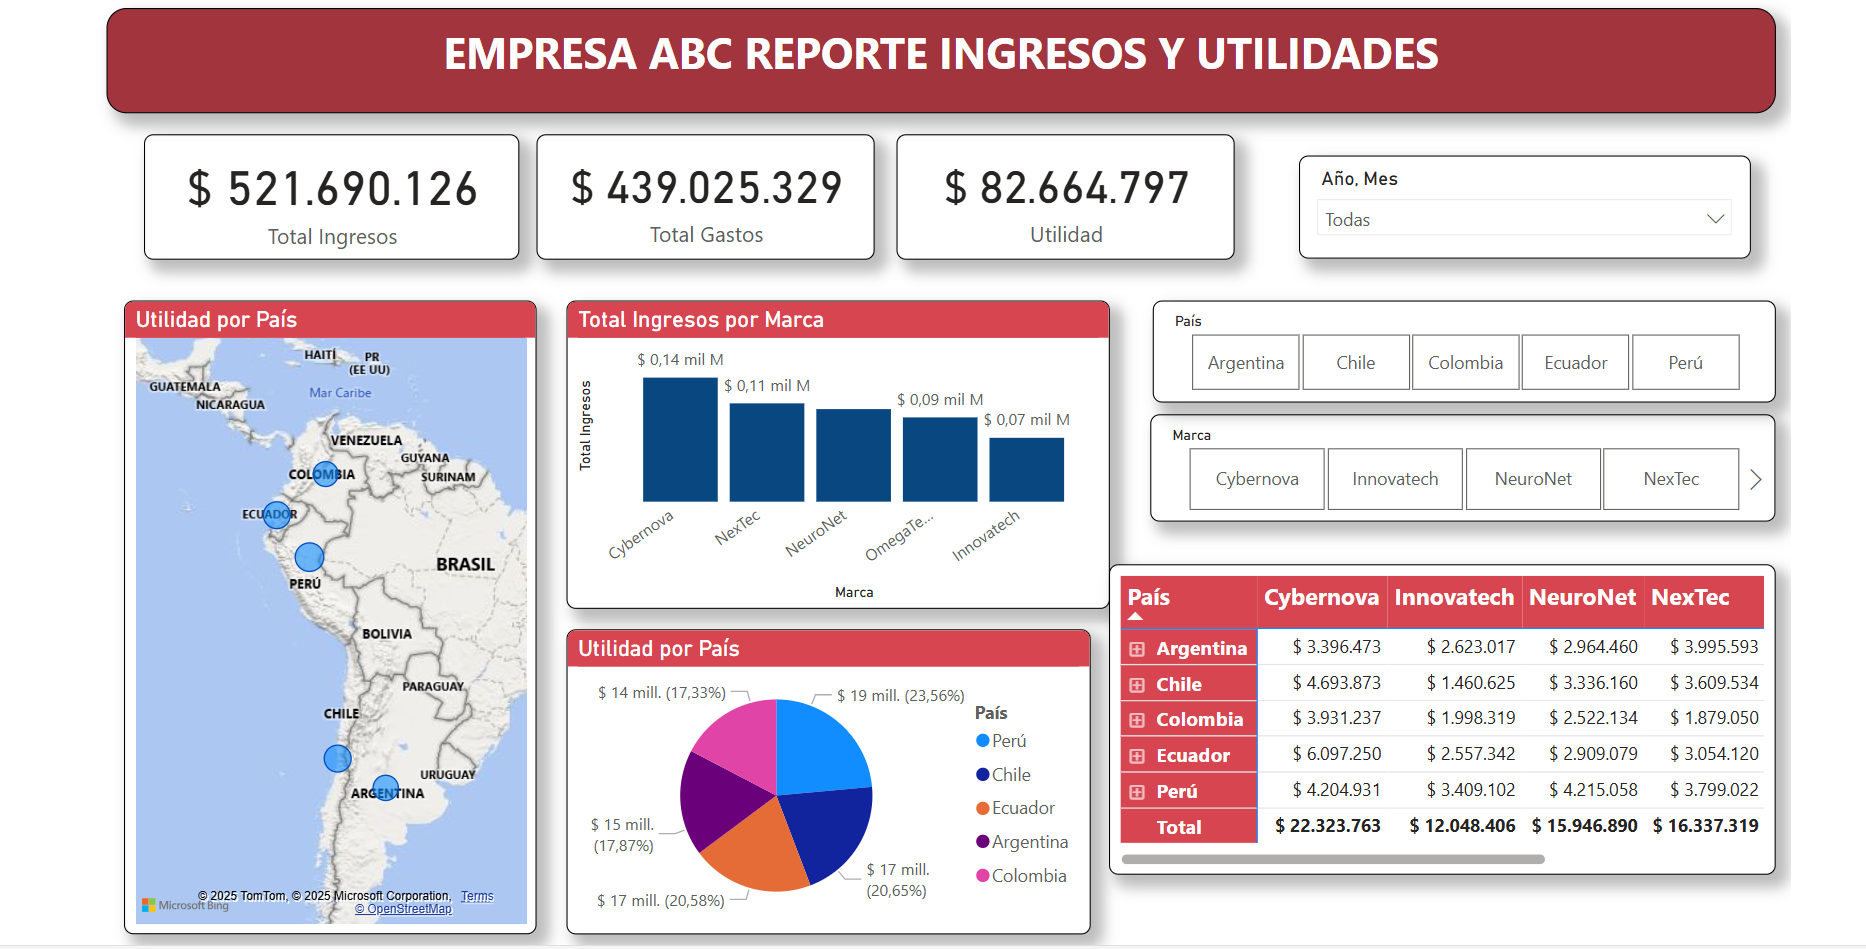 EMPRESA ABC REPORTE INGRESOS Y UTILIDADES
$ 521.690.126
Total Ingresos
$ 439.025.329
Total Gastos
$ 82.664.797
Utilidad
Año, Mes
Todas
Utilidad por País
HAITÍ
PR
(EE UU)
GUATEMALA
Mar Caribe
NICARAGUA
VENEZUELA
GUYANA
COLOMBIA
SURINAM
ECUADOR
BRASIL
PERÚ
BOLIVIA
PARAGUAY
CHILE
URUGUAY
ARGENTINA
© 2025 TomTom, © 2025 Microsoft Corporation, Terms
Microsoft Bing
© OpenStreetMap
Total Ingresos por Marca
Total Ingresos
$ 0,14 mil M
$ 0,11 mil M
$ 0,09 mil M
$ 0,07 mil M
Cybernova
NexTec
NeuroNet
OmegaTe...
Innovatech
Marca
Utilidad por País
$ 14 mill. (17,33%)
$ 19 mill. (23,56%)
$ 15 mill.
(17,87%)
$ 17 mill.
(20,65%)
$ 17 mill. (20,58%)
País
Perú
Chile
Ecuador
Argentina
Colombia
País
Argentina Chile Colombia Ecuador Perú
Marca
Cybernova Innovatech NeuroNet NexTec
País Cybernova Innovatech NeuroNet NexTec
Argentina $ 3.396.473 $ 2.623.017 $ 2.964.460 $ 3.995.593
Chile $ 4.693.873 $ 1.460.625 $ 3.336.160 $ 3.609.534
Colombia $ 3.931.237 $ 1.998.319 $ 2.522.134 $ 1.879.050
Ecuador $ 6.097.250 $ 2.557.342 $ 2.909.079 $ 3.054.120
Perú $ 4.204.931 $ 3.409.102 $ 4.215.058 $ 3.799.022
Total $ 22.323.763 $ 12.048.406 $ 15.946.890 $ 16.337.319